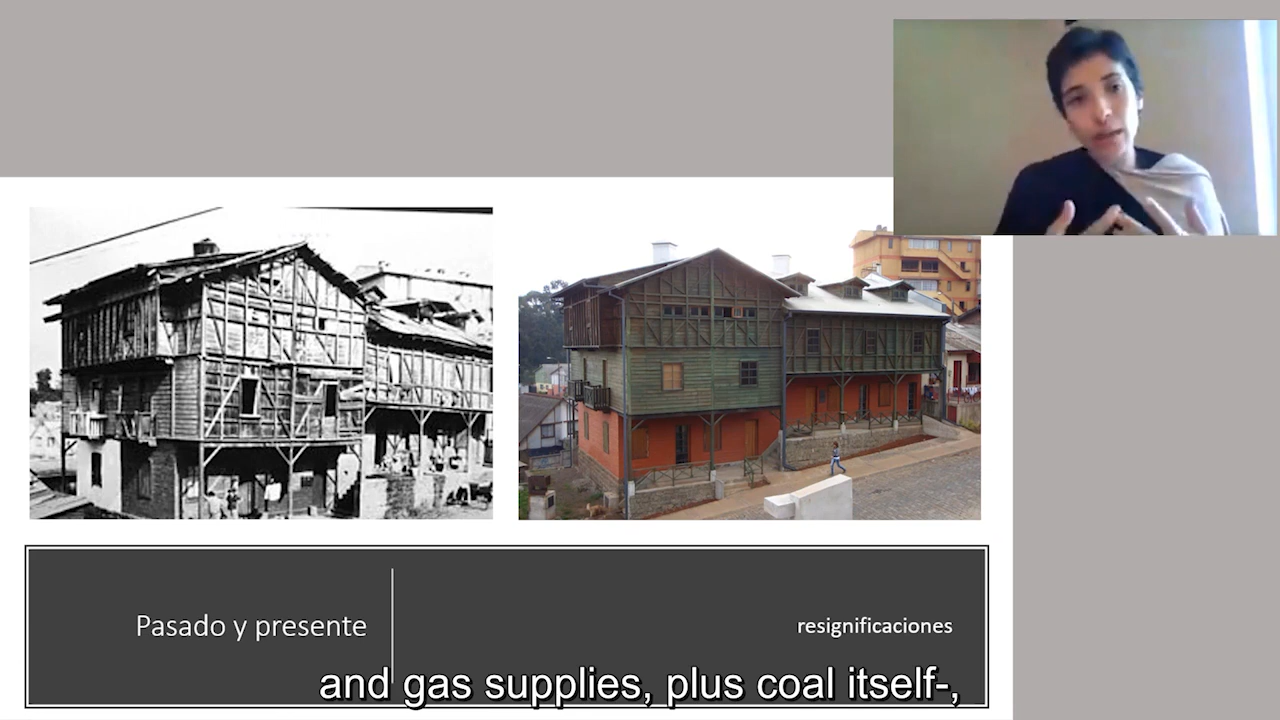 Pasado y presente
resignificaciones
and gas supplies, plus coal itself-,